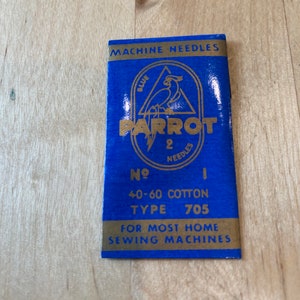 MACHINE NEEDLES
BLUE
PARROT
2
NEEDLES
Nº 1
40-60 COTTON
TYPE 705
FOR MOST HOME
SEWING MACHINES